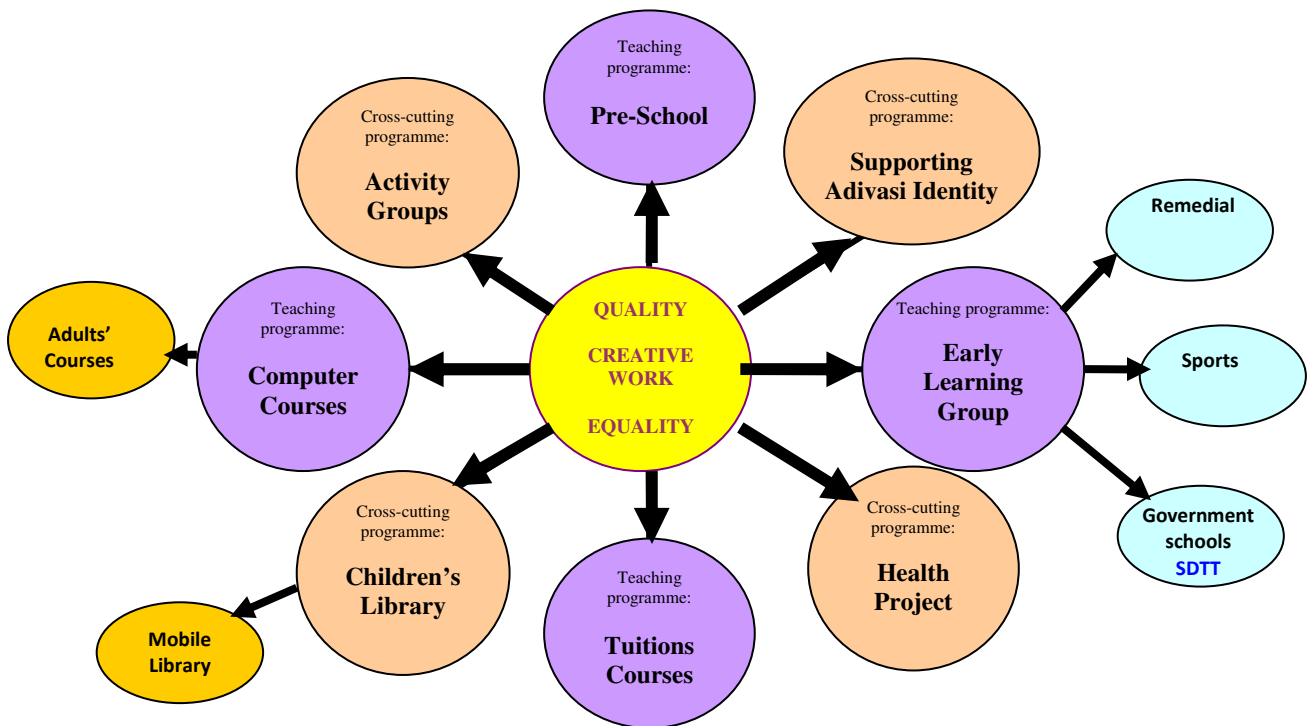 Teaching
programme:
Pre-School
Cross-cutting
programme:
Activity
Groups
Cross-cutting
programme:
Supporting
Adivasi Identity
Remedial
Adults’
Courses
Teaching
programme:
Computer
Courses
QUALITY
CREATIVE
WORK
EQUALITY
Teaching programme:
Early
Learning
Group
Sports
Cross-cutting
programme:
Children’s
Library
Mobile
Library
Teaching
programme:
Tuitions
Courses
Cross-cutting
programme:
Health
Project
Government
schools
SDTT